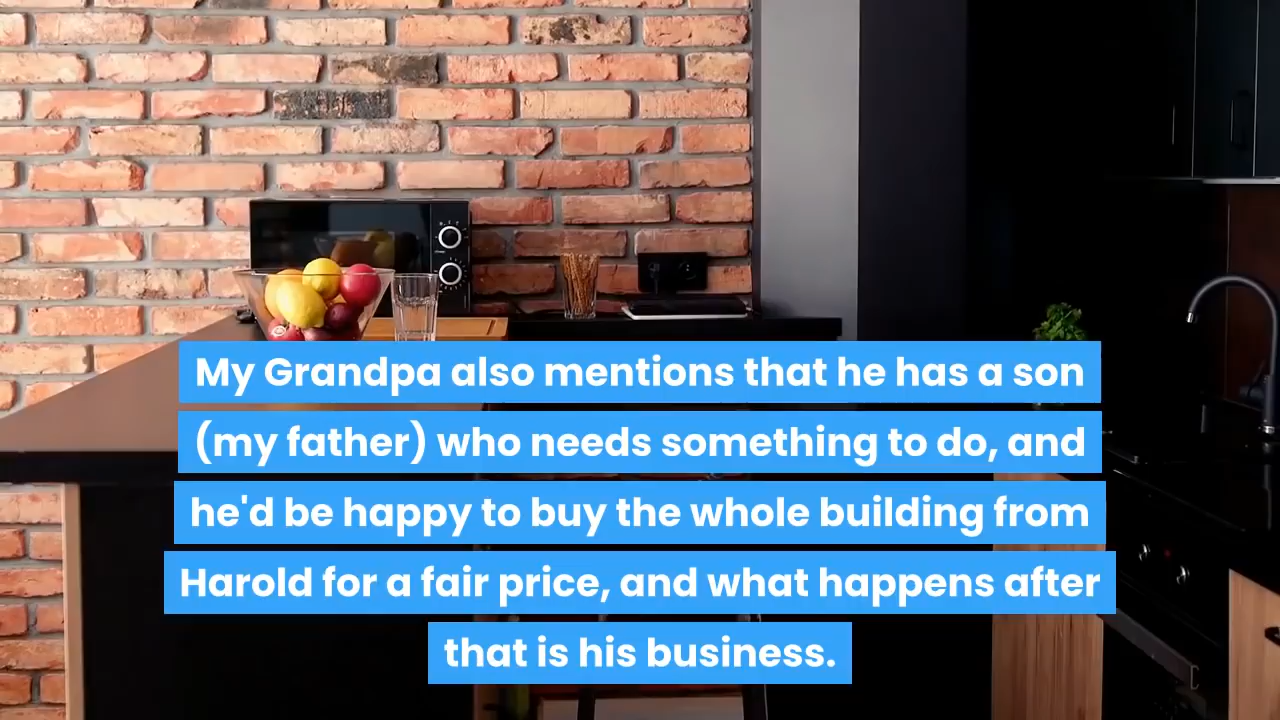 My Grandpa also mentions that he has a son
(my father) who needs something to do, and
he'd be happy to buy the whole building from
Harold for a fair price, and what happens after
that is his business.